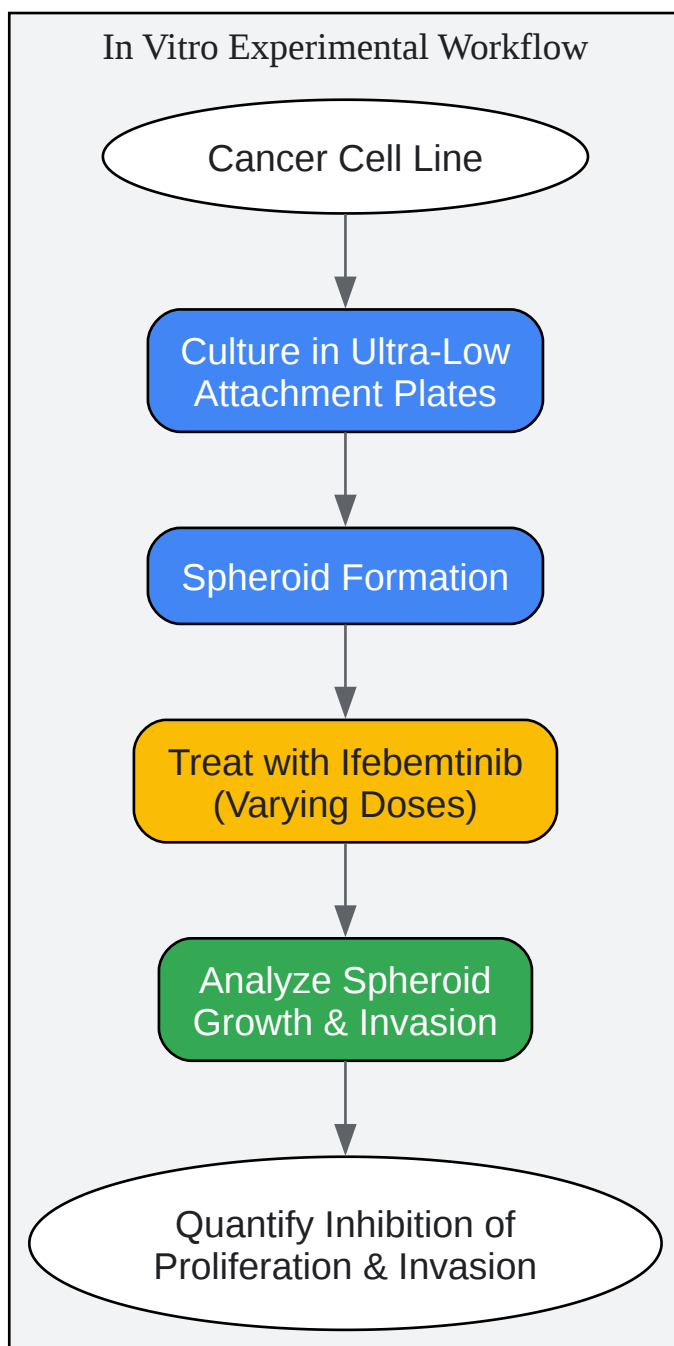 In Vitro Experimental Workflow
Cancer Cell Line
Culture in Ultra-Low
Attachment Plates
Spheroid Formation
Treat with Ifebemtinib
(Varying Doses)
Analyze Spheroid
Growth & Invasion
Quantify Inhibition of
Proliferation & Invasion